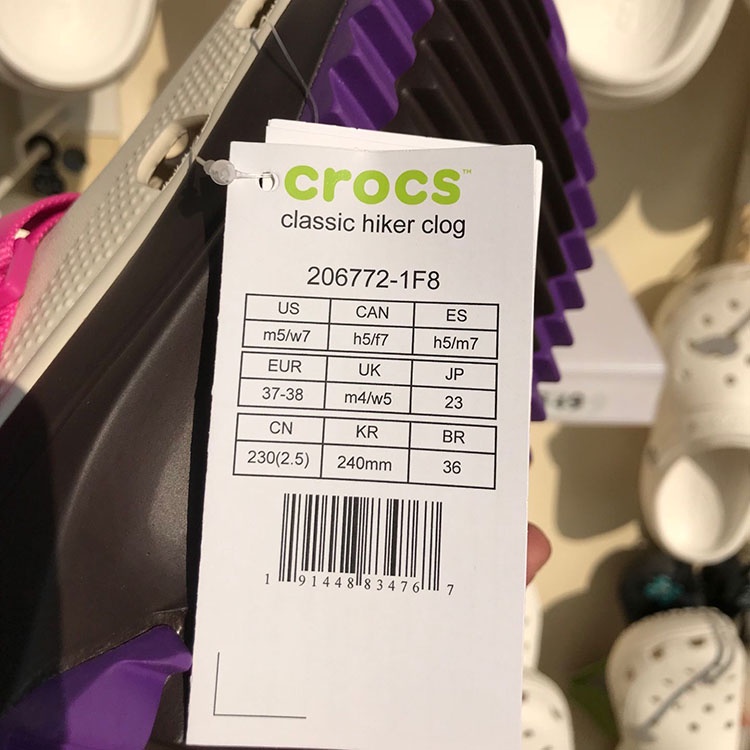 crocs™
classic hiker clog
206772-1F8
US CAN ES
m5/w7 h5/f7 h5/m7
EUR UK JP
37-38 m4/w5 23
CN KR BR
230(2.5) 240mm 36
1 91448 83476 7